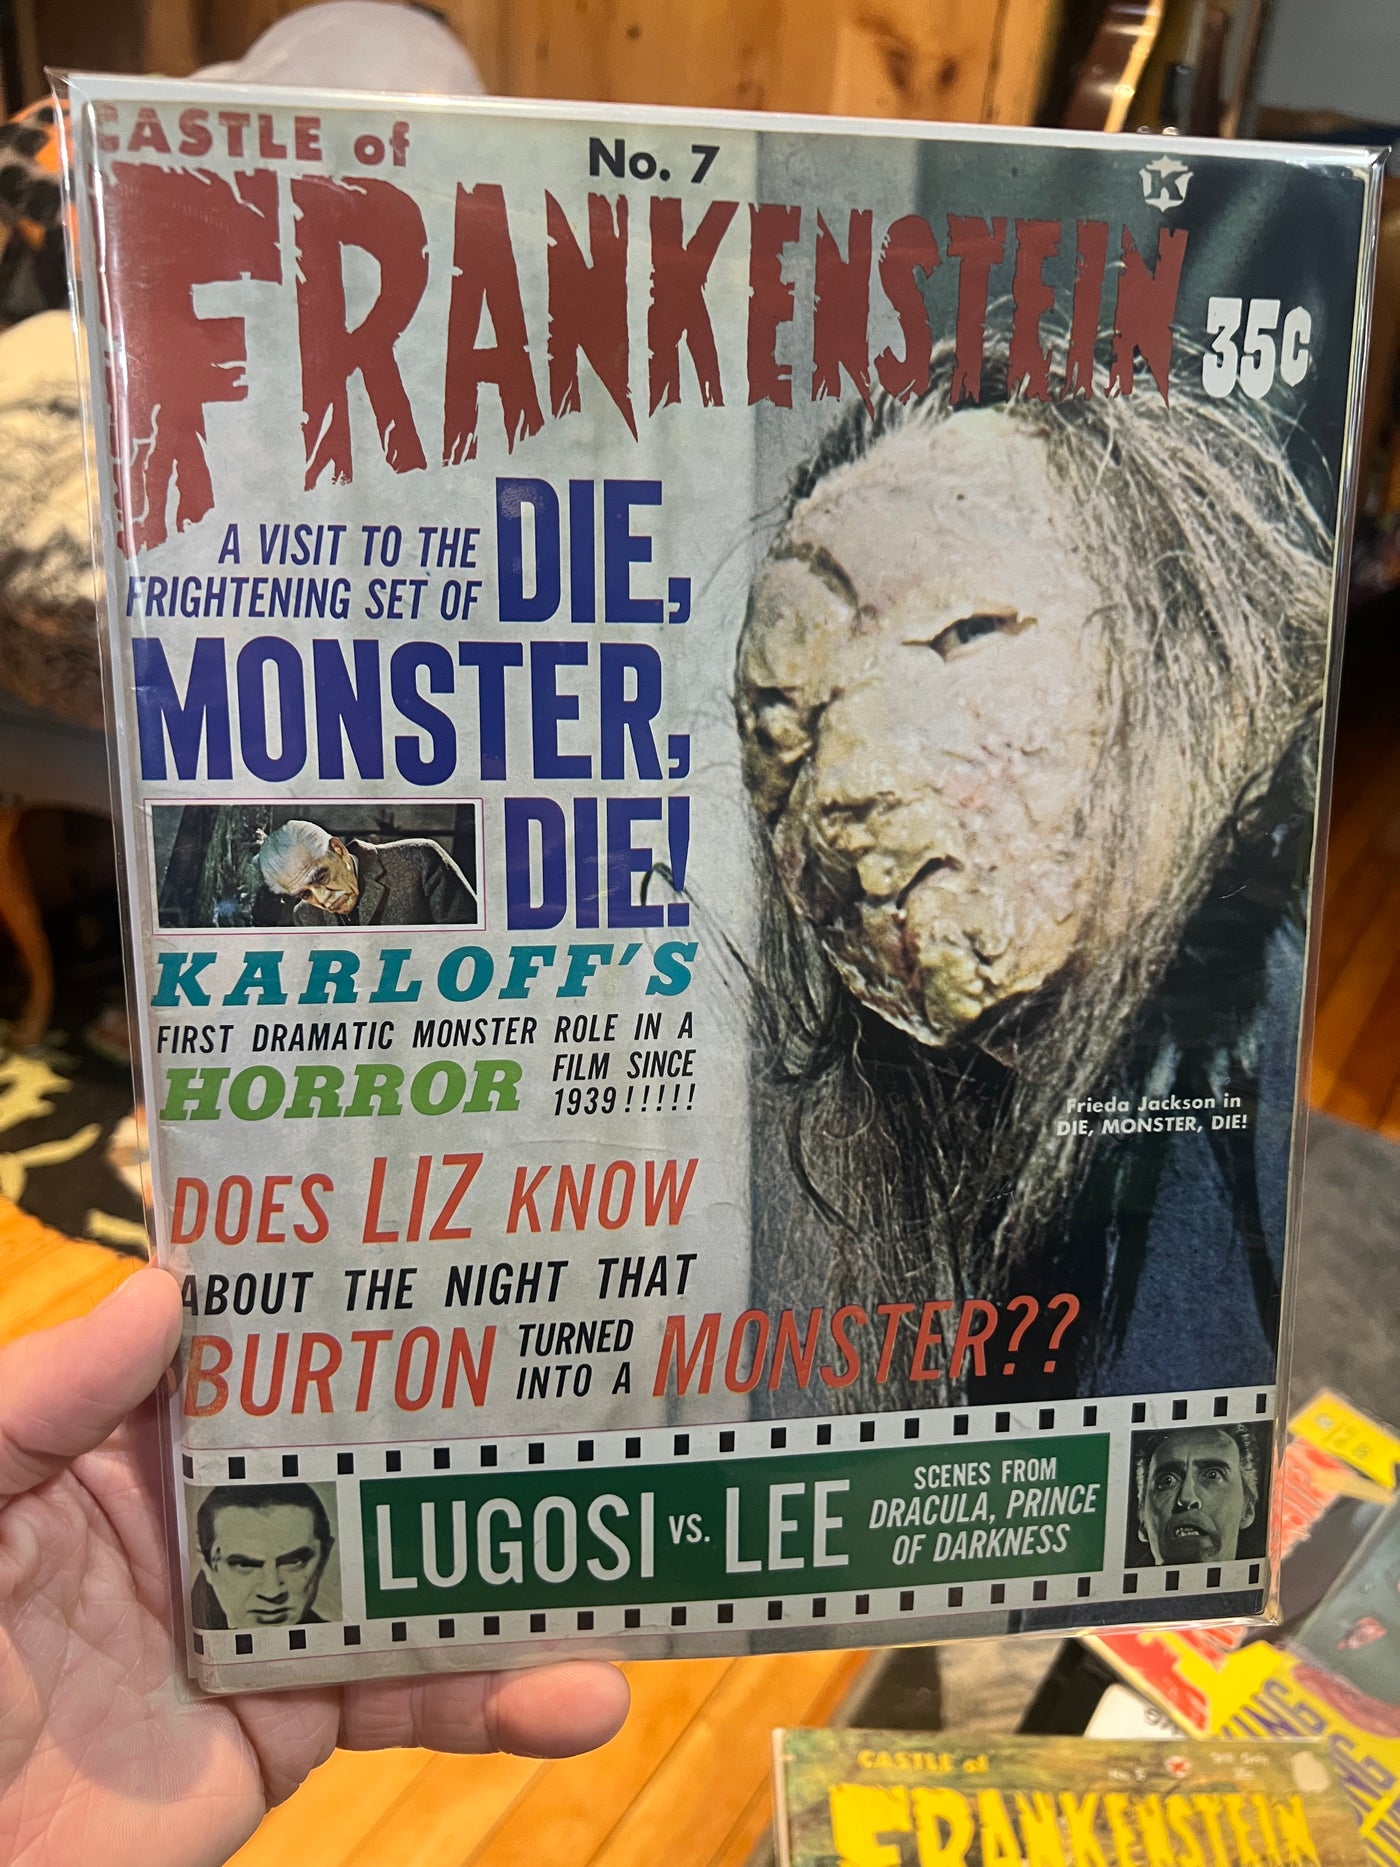 CASTLE of
No. 7
K
FRANKENSTEIN
35¢
A VISIT TO THE
FRIGHTENING SET OF
DIE,
MONSTER,
DIE!
KARLOFF'S
FIRST DRAMATIC MONSTER ROLE IN A
HORROR
FILM SINCE
1939!!!!!
Frieda Jackson in
DIE, MONSTER, DIE!
DOES LIZ KNOW
ABOUT THE NIGHT THAT
BURTON
TURNED
INTO A
MONSTER??
LUGOSI vs. LEE
SCENES FROM
DRACULA, PRINCE
OF DARKNESS
CASTLE of
FRANKENSTEIN